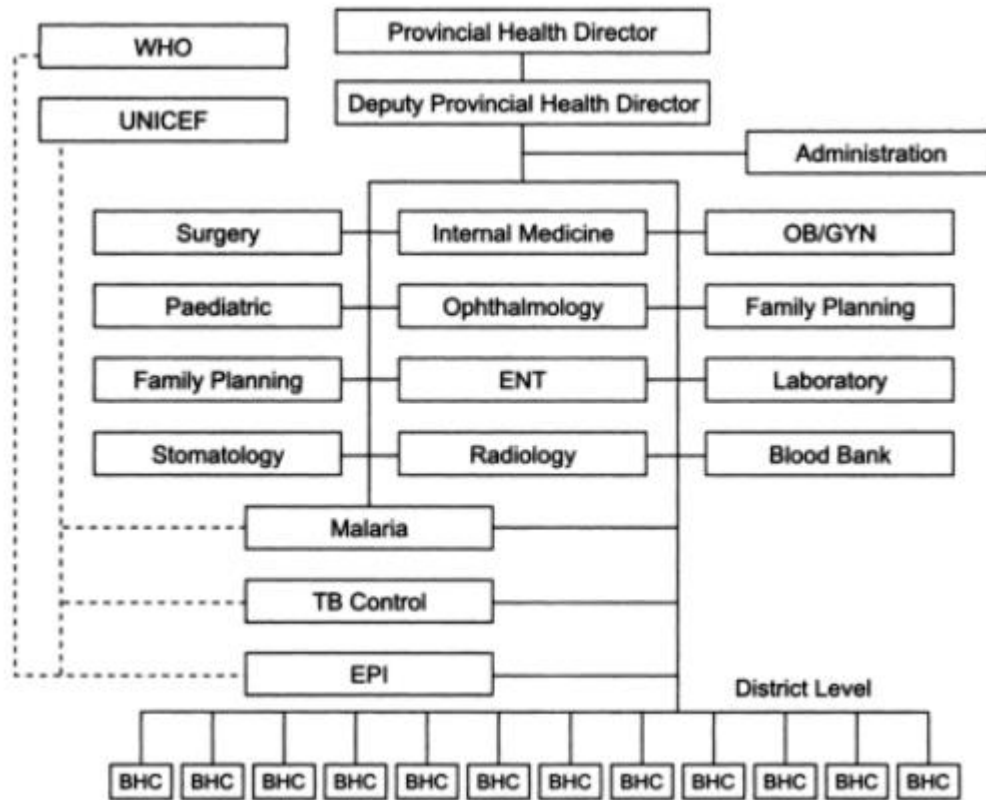 WHO
Provincial Health Director
UNICEF
Deputy Provincial Health Director
Administration
Surgery
Internal Medicine
OB/GYN
Paediatric
Ophthalmology
Family Planning
Family Planning
ENT
Laboratory
Stomatology
Radiology
Blood Bank
Malaria
TB Control
EPI
District Level
BHC
BHC
BHC
BHC
BHC
BHC
BHC
BHC
BHC
BHC
BHC
BHC